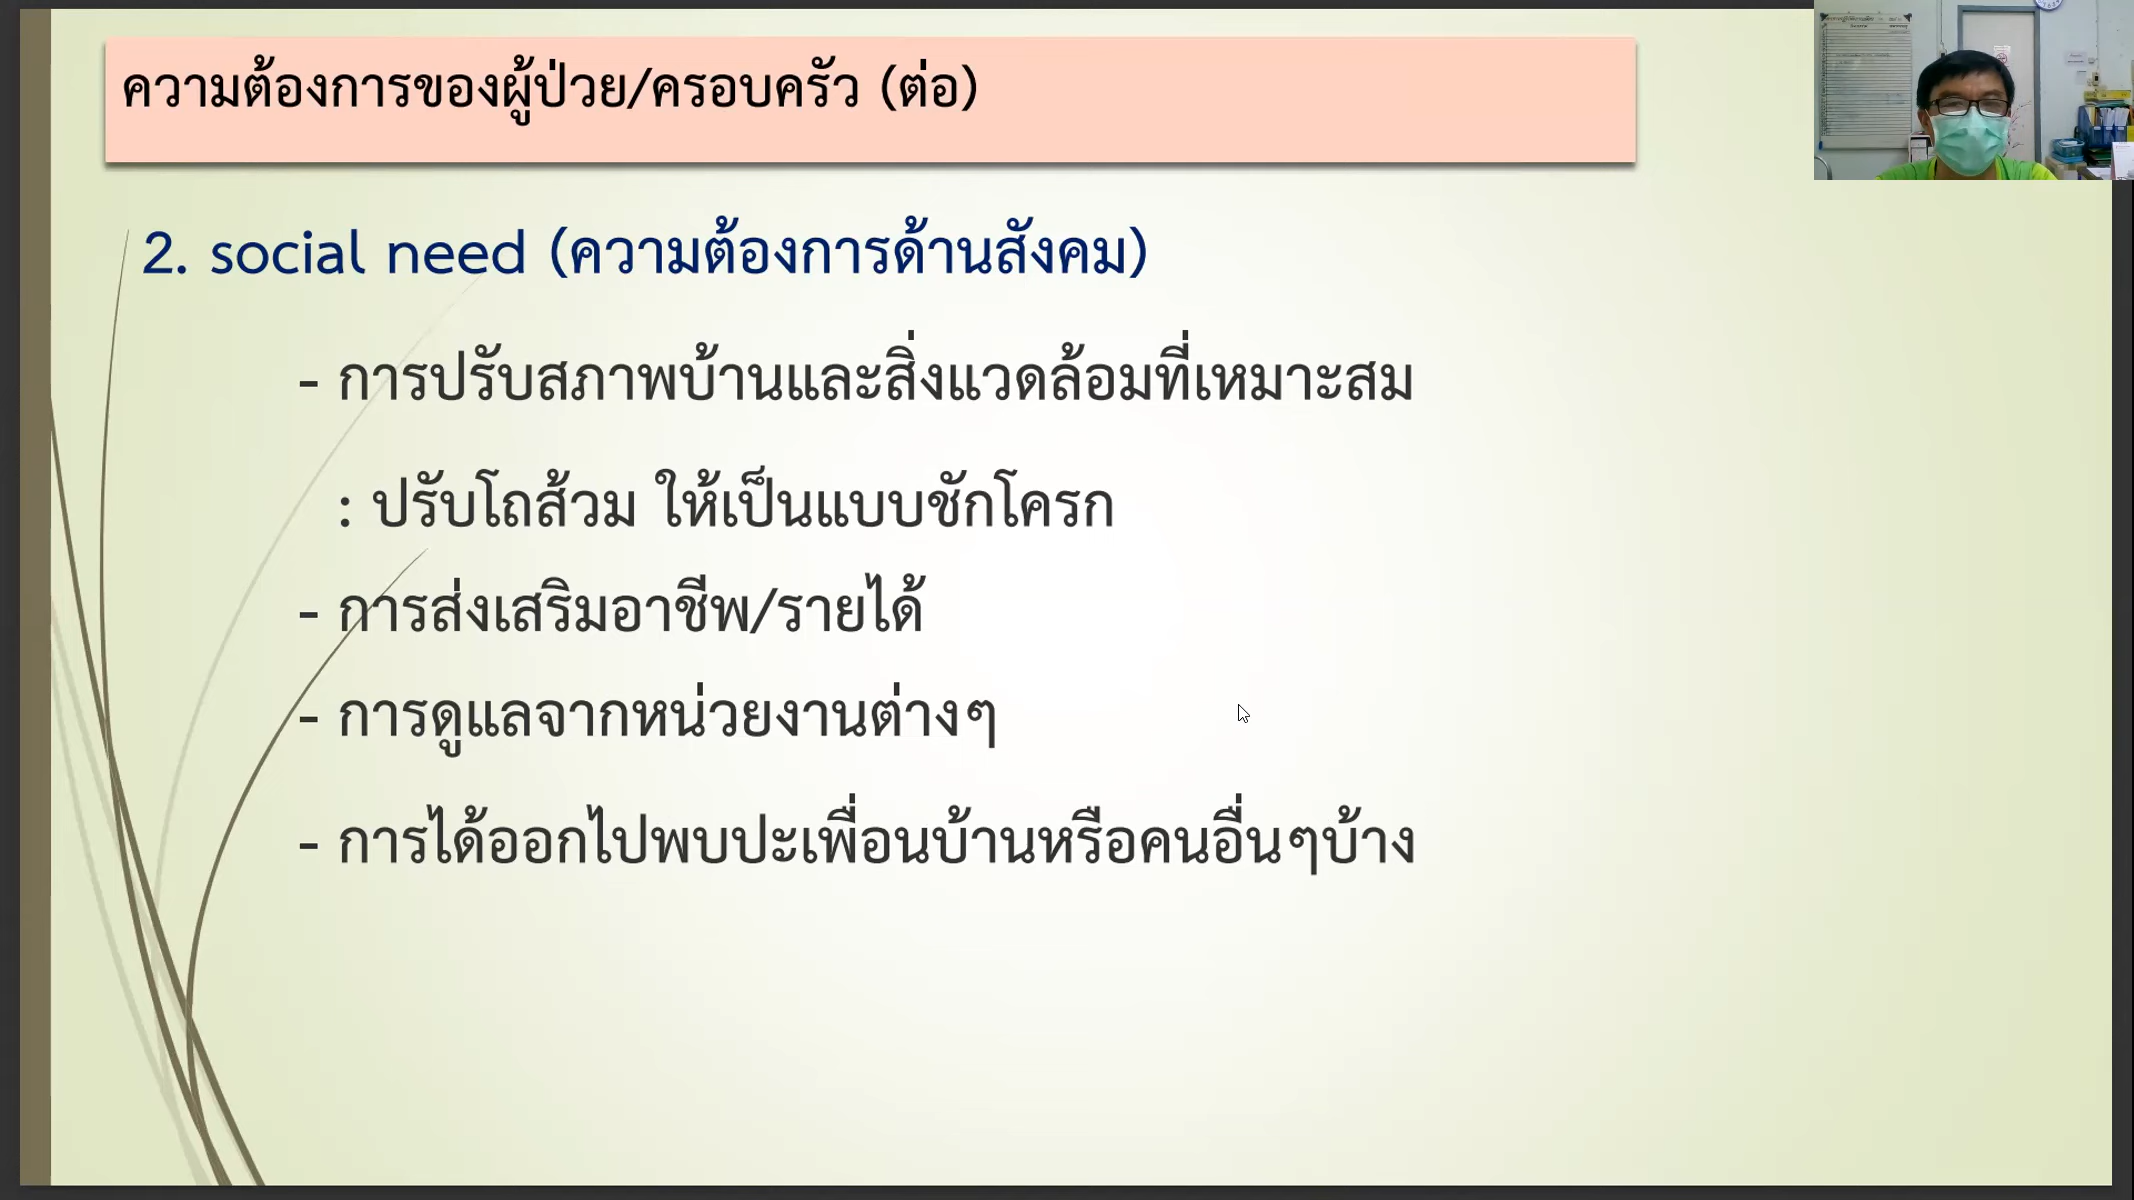 ความต้องการของผู้ป่วย/ครอบครัว (ต่อ)
2. social need (ความต้องการด้านสังคม)
- การปรับสภาพบ้านและสิ่งแวดล้อมที่เหมาะสม
: ปรับโถส้วม ให้เป็นแบบชักโครก
- การส่งเสริมอาชีพ/รายได้
- การดูแลจากหน่วยงานต่างๆ
- การได้ออกไปพบปะเพื่อนบ้านหรือคนอื่นๆบ้าง